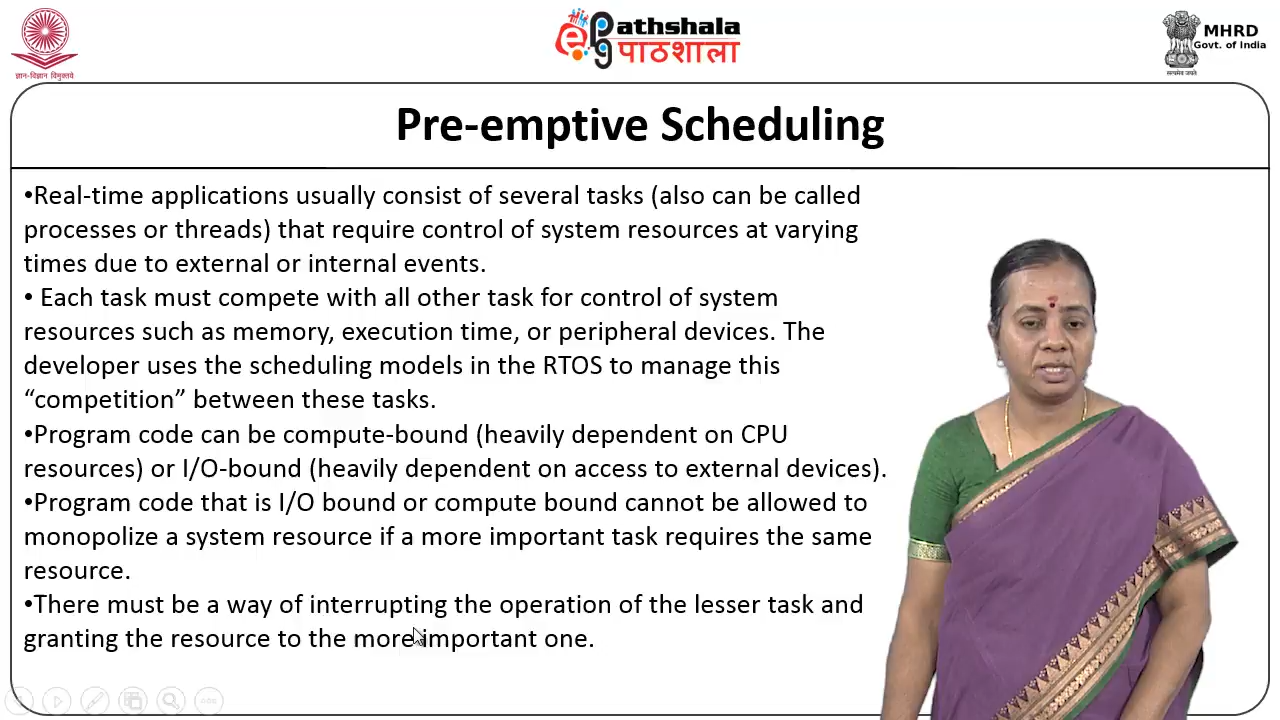 ज्ञान-विज्ञान विमुक्तये
ePG Pathshala
पाठशाला
MHRD
Govt. of India
सत्यमेव जयते
Pre-emptive Scheduling
•Real-time applications usually consist of several tasks (also can be called
processes or threads) that require control of system resources at varying
times due to external or internal events.
• Each task must compete with all other task for control of system
resources such as memory, execution time, or peripheral devices. The
developer uses the scheduling models in the RTOS to manage this
“competition” between these tasks.
•Program code can be compute-bound (heavily dependent on CPU
resources) or I/O-bound (heavily dependent on access to external devices).
•Program code that is I/O bound or compute bound cannot be allowed to
monopolize a system resource if a more important task requires the same
resource.
•There must be a way of interrupting the operation of the lesser task and
granting the resource to the more important one.